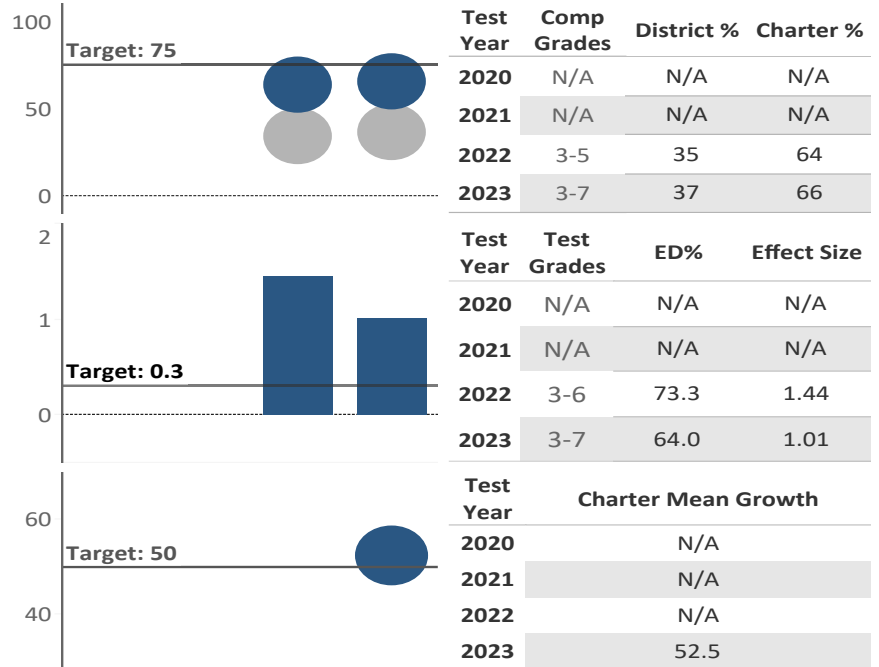 100
Target: 75
50
0
Test Year Comp Grades District % Charter %
2020 N/A N/A N/A
2021 N/A N/A N/A
2022 3-5 35 64
2023 3-7 37 66
2
1
Target: 0.3
0
Test Year Test Grades ED% Effect Size
2020 N/A N/A N/A
2021 N/A N/A N/A
2022 3-6 73.3 1.44
2023 3-7 64.0 1.01
60
Target: 50
40
Test Year Charter Mean Growth
2020 N/A
2021 N/A
2022 N/A
2023 52.5